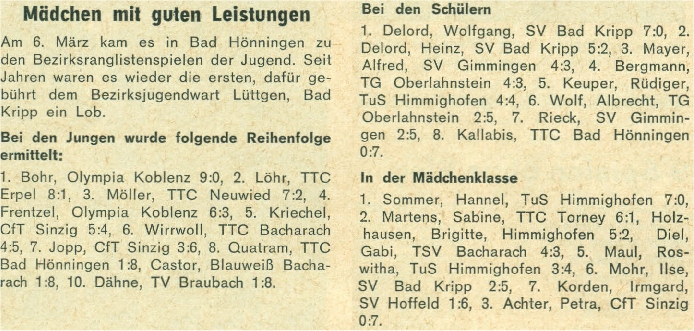 Mädchen mit guten Leistungen
Am 6. März kam es in Bad Hönningen zu
den Bezirksranglistenspielen der Jugend. Seit
Jahren waren es wieder die ersten, dafür ge-
bührt dem Bezirksjugendwart Lüttgen, Bad
Kripp ein Lob.
Bei den Jungen wurde folgende Reihenfolge
ermittelt:
1. Bohr, Olympia Koblenz 9:0, 2. Löhr, TTC
Erpel 8:1, 3. Möller, TTC Neuwied 7:2, 4.
Frentzel, Olympia Koblenz 6:3, 5. Kriechel,
CfT Sinzig 5:4, 6. Wirrwoll, TTC Bacharach
4:5, 7. Jopp, CfT Sinzig 3:6, 8. Quatram, TTC
Bad Hönningen 1:8, Castor, Blauweiß Bacha-
rach 1:8, 10. Dähne, TV Braubach 1:8.
Bei den Schülern
1. Delord, Wolfgang, SV Bad Kripp 7:0, 2.
Delord, Heinz, SV Bad Kripp 5:2, 3. Mayer,
Alfred, SV Gimmingen 4:3, 4. Bergmann,
TG Oberlahnstein 4:3, 5. Keuper, Rüdiger,
TuS Himmighofen 4:4, 6. Wolf, Albrecht, TG
Oberlahnstein 2:5, 7. Rieck, SV Gimmin-
gen 2:5, 8. Kallabis, TTC Bad Hönningen
0:7.
In der Mädchenklasse
1. Sommer, Hannel, TuS Himmighofen 7:0,
2. Martens, Sabine, TTC Torney 6:1, Holz-
hausen, Brigitte, Himmighofen 5:2, Diel,
Gabi, TSV Bacharach 4:3, 5. Maul, Ros-
witha, TuS Himmighofen 3:4, 6. Mohr, Ilse,
SV Bad Kripp 2:5, 7. Korden, Irmgard,
SV Hoffeld 1:6, 3. Achter, Petra, CfT Sinzig
0:7.